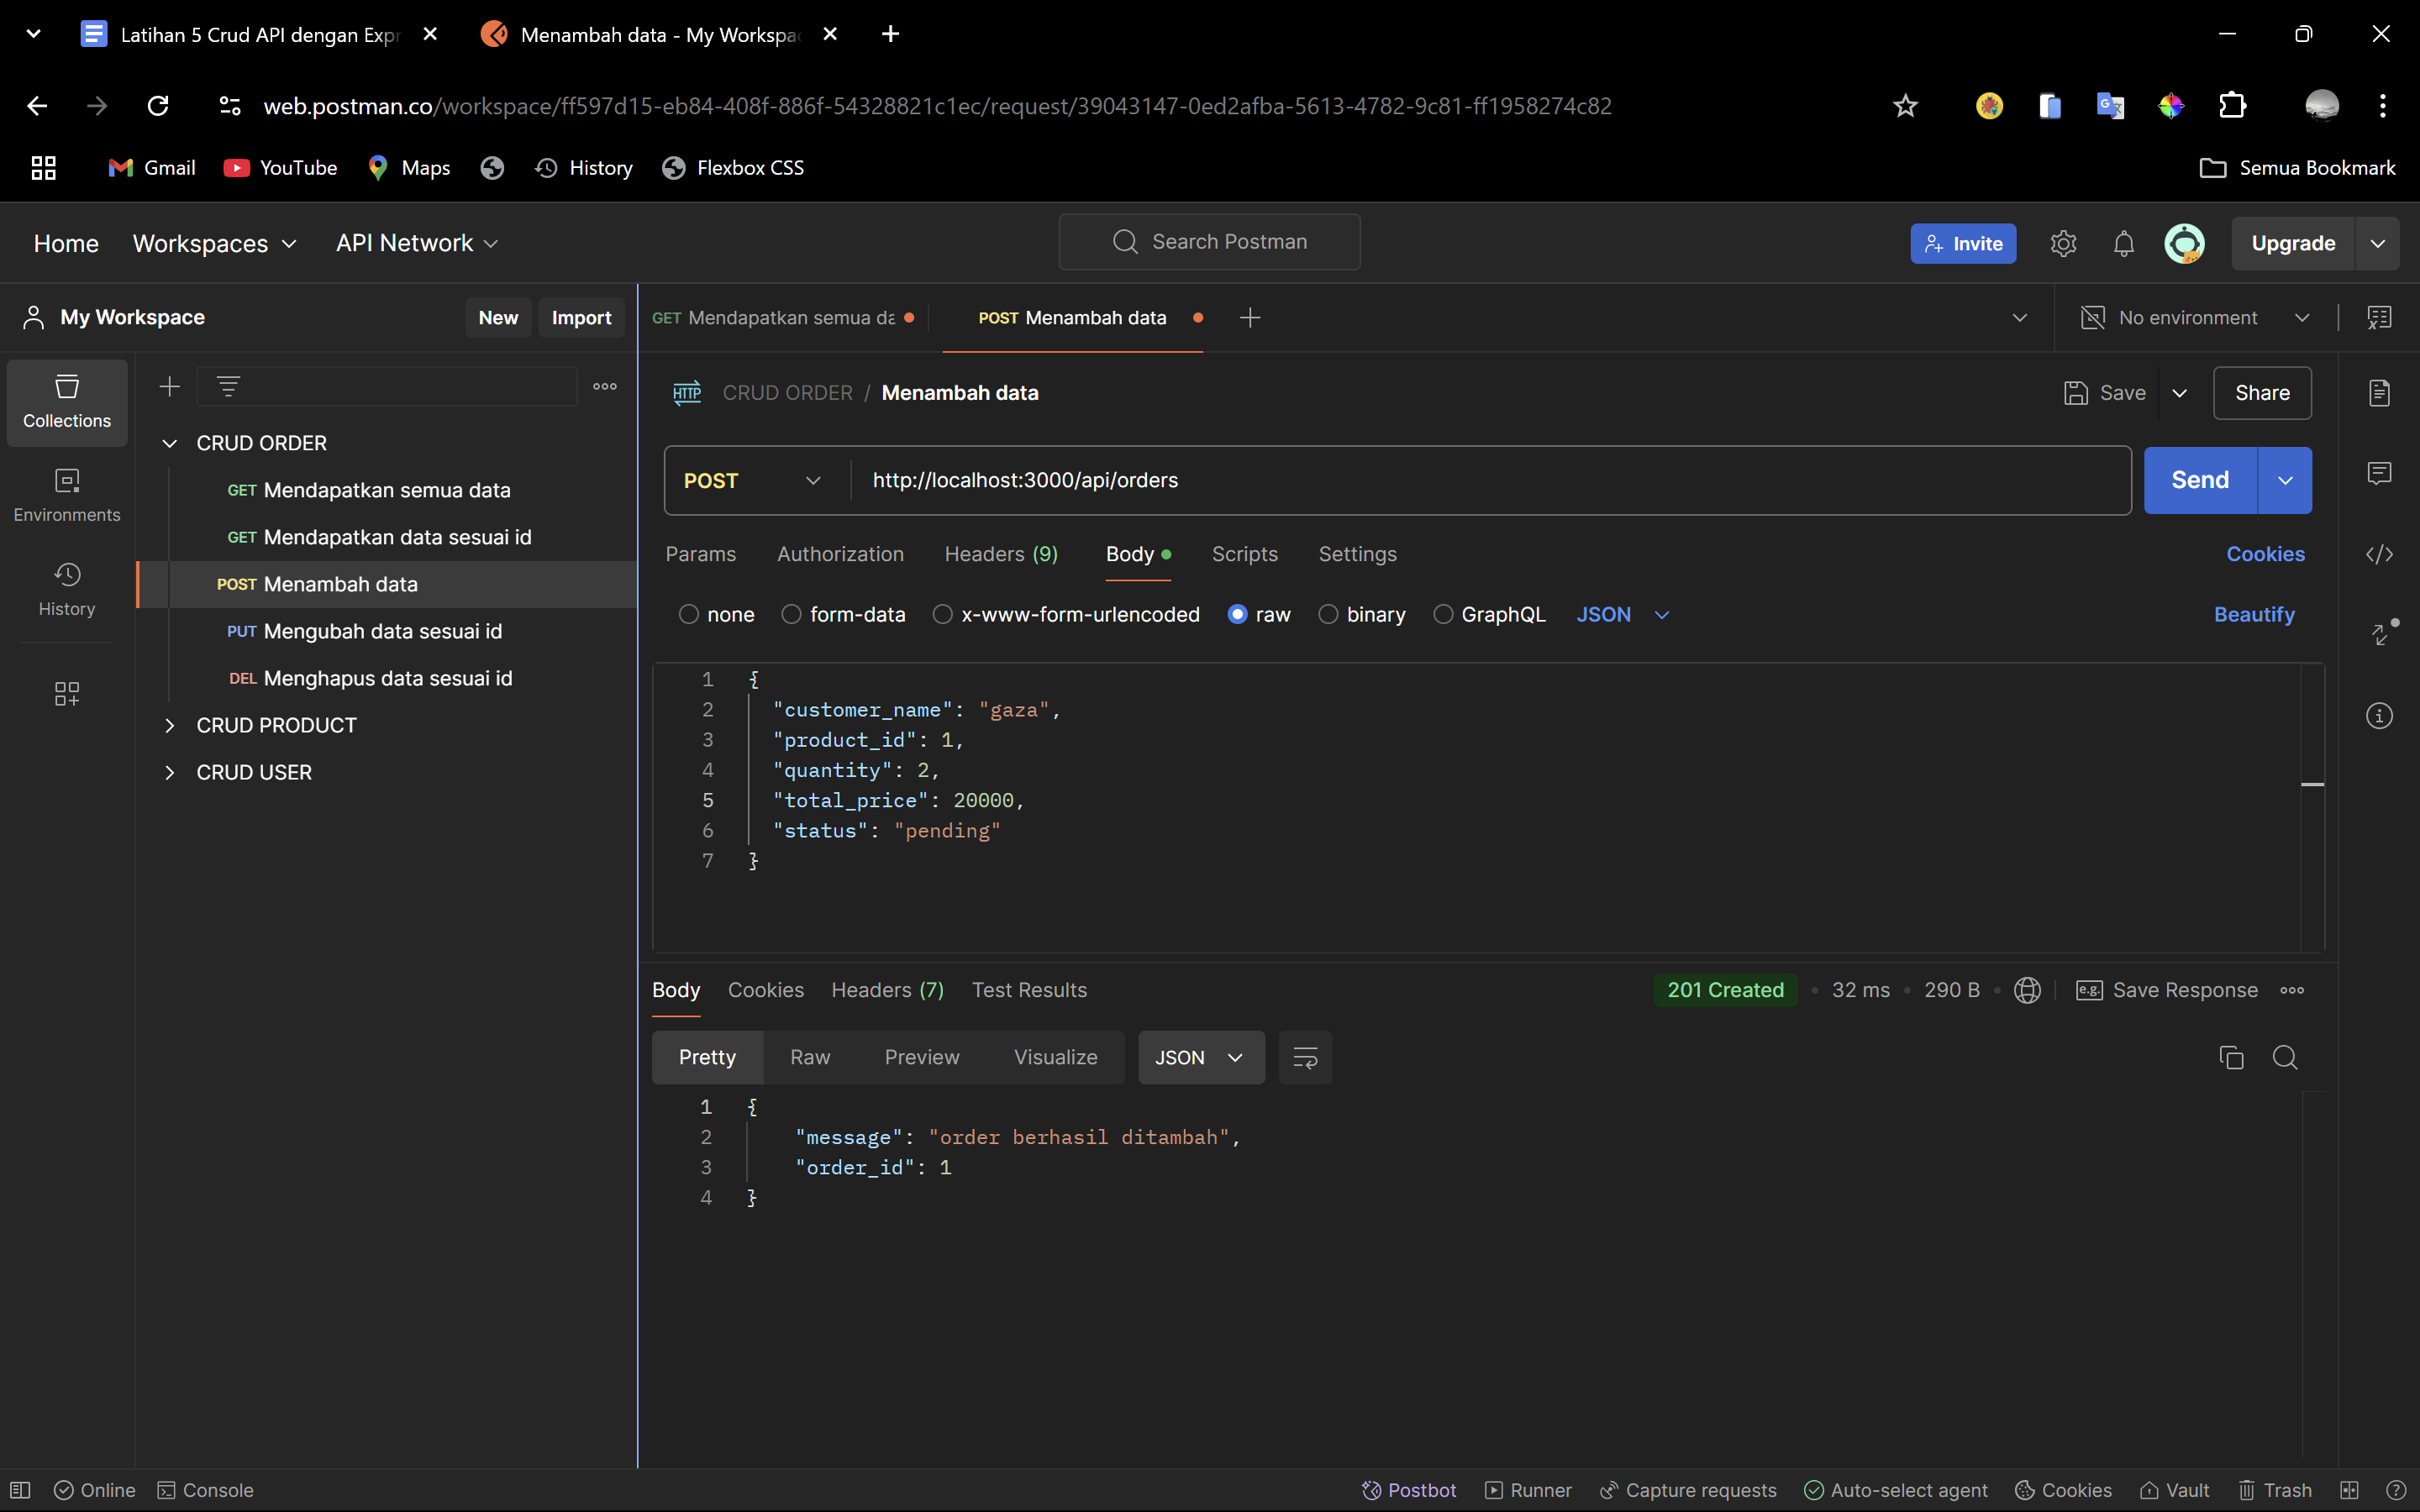 Latihan 5 Crud API dengan Expr
Menambah data - My Workspa
web.postman.co/workspace/ff597d15-eb84-408f-886f-54328821c1ec/request/39043147-0ed2afba-5613-4782-9c81-ff1958274c82
Gmail YouTube Maps History Flexbox CSS Semua Bookmark
Home Workspaces API Network Search Postman Invite Upgrade
My Workspace New Import
GET Mendapatkan semua da POST Menambah data No environment
Collections
Environments
History
CRUD ORDER
GET Mendapatkan semua data
GET Mendapatkan data sesuai id
POST Menambah data
PUT Mengubah data sesuai id
DEL Menghapus data sesuai id
CRUD PRODUCT
CRUD USER
HTTP CRUD ORDER / Menambah data Save Share
POST http://localhost:3000/api/orders Send
Params Authorization Headers (9) Body Scripts Settings Cookies
none form-data x-www-form-urlencoded raw binary GraphQL JSON Beautify
1 {
2 "customer_name": "gaza",
3 "product_id": 1,
4 "quantity": 2,
5 "total_price": 20000,
6 "status": "pending"
7 }
Body Cookies Headers (7) Test Results 201 Created • 32 ms • 290 B • e.g. Save Response
Pretty Raw Preview Visualize JSON
1 {
2 "message": "order berhasil ditambah",
3 "order_id": 1
4 }
Online Console Postbot Runner Capture requests Auto-select agent Cookies Vault Trash